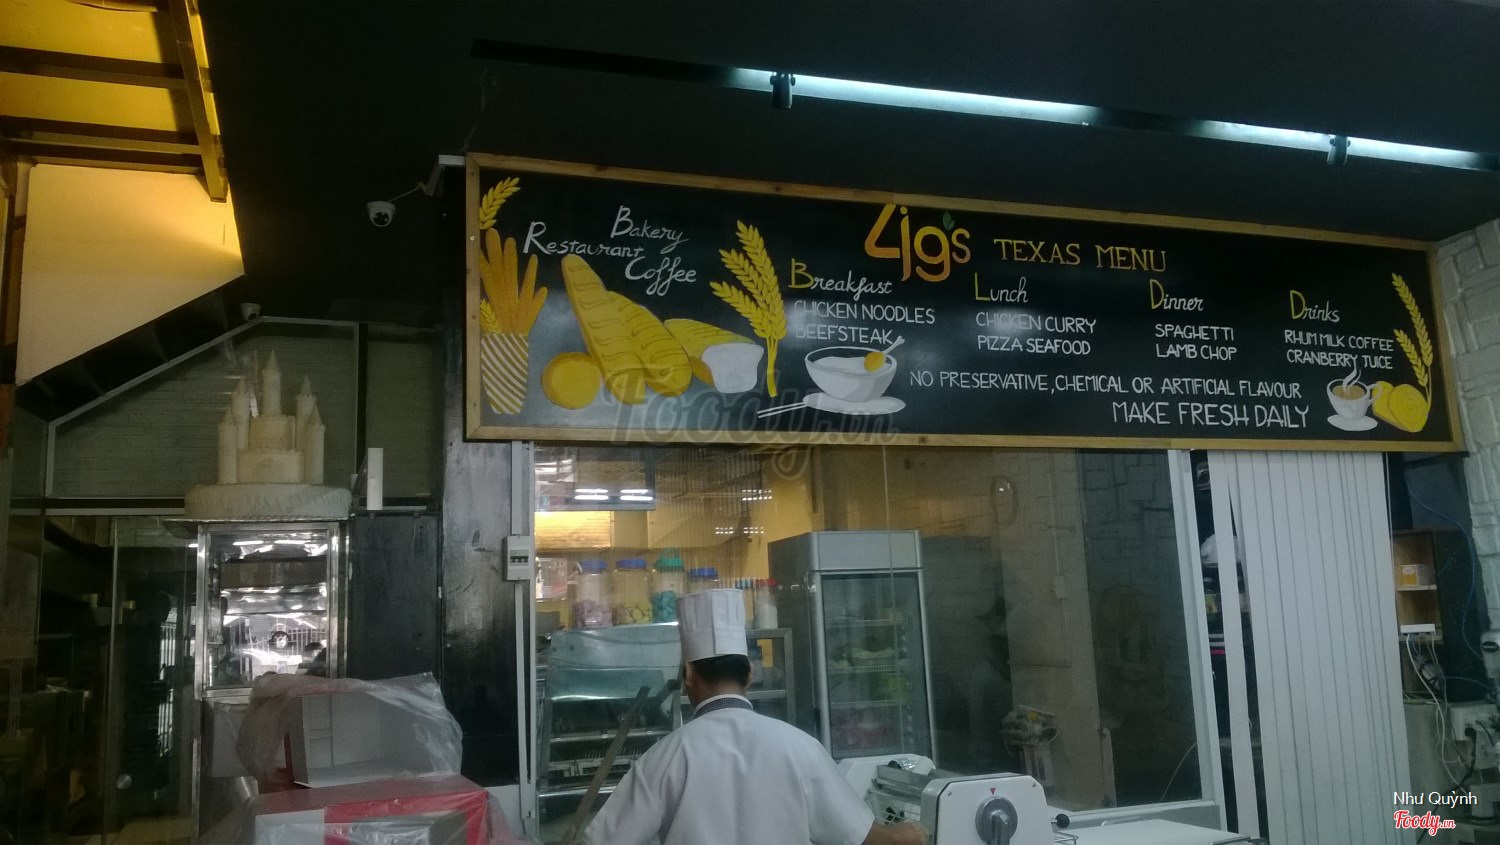 Bakery
Restaurant
Coffee
4jg's TEXAS MENU
Breakfast
CHICKEN NOODLES
BEEFSTEAK
Lunch
CHICKEN CURRY
PIZZA SEAFOOD
Dinner
SPAGHETTI
LAMB CHOP
Drinks
RHUM MILK COFFEE
CRANBERRY TUICE
NO PRESERVATIVE, CHEMICAL OR ARTIFICIAL FLAVOUR
MAKE FRESH DAILY
Foody.vn
Như Quỳnh
Foody.vn